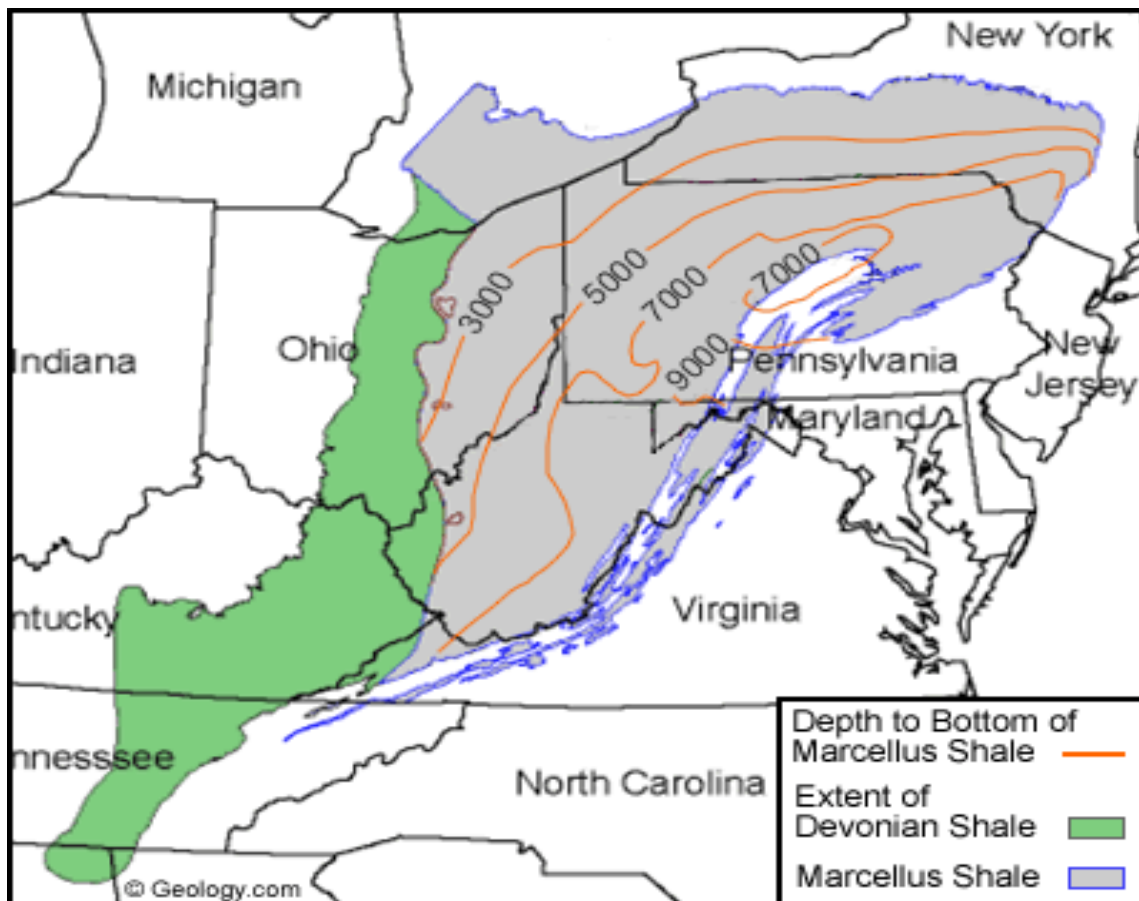 New York
Michigan
3000
5000
7000
7000
9000
Indiana
Ohio
Pennsylvania
New
Jersey
Maryland
ntucky
Virginia
nnesssee
North Carolina
Depth to Bottom of
Marcellus Shale
Extent of
Devonian Shale
Marcellus Shale
© Geology.com